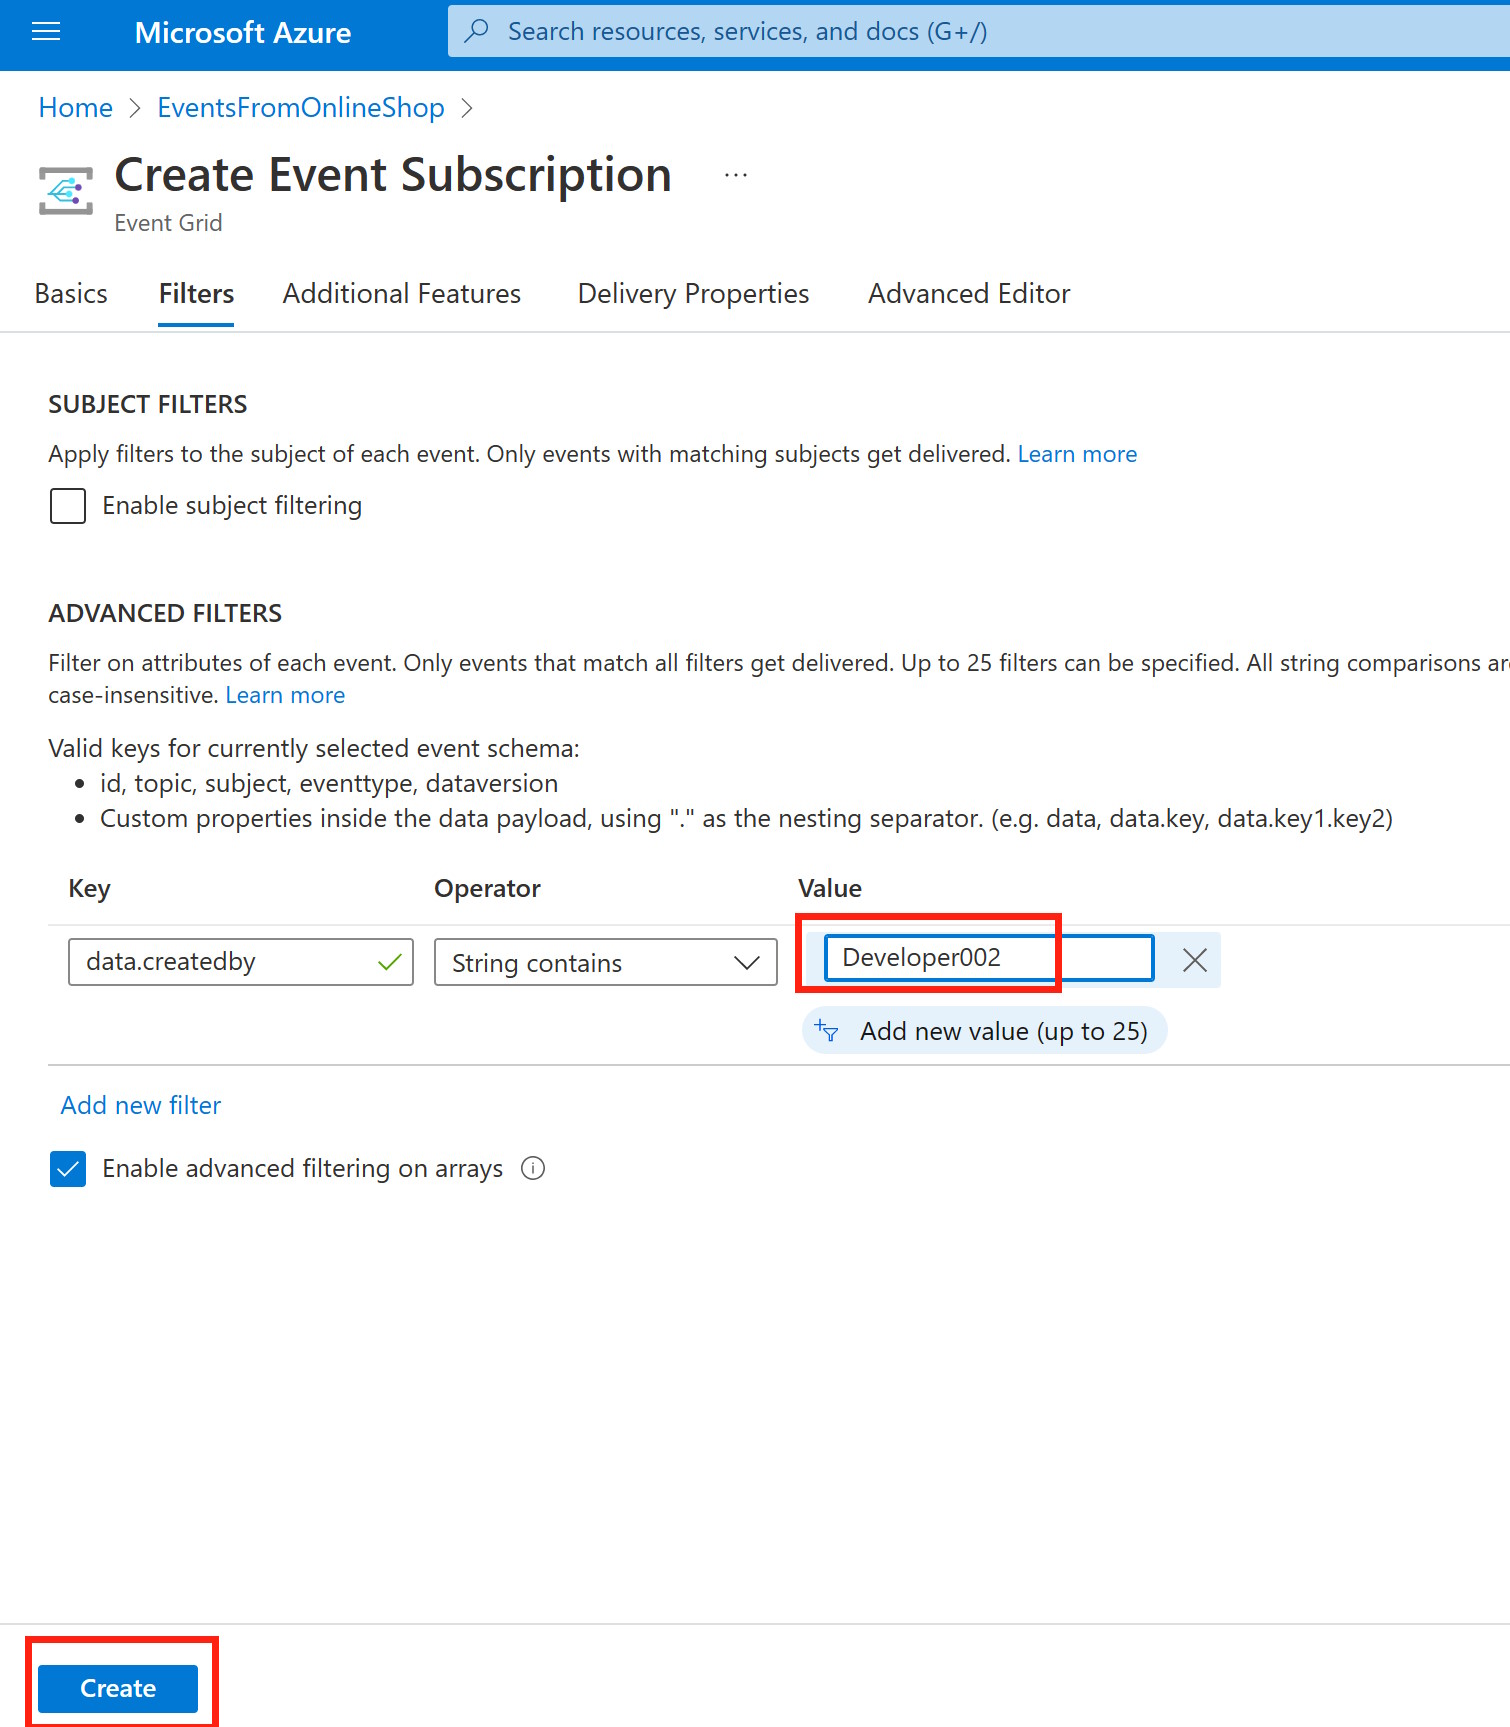 Microsoft Azure
Search resources, services, and docs (G+/)
Home > EventsFromOnlineShop >
Create Event Subscription ...
Event Grid
Basics Filters Additional Features Delivery Properties Advanced Editor
SUBJECT FILTERS
Apply filters to the subject of each event. Only events with matching subjects get delivered. Learn more
Enable subject filtering
ADVANCED FILTERS
Filter on attributes of each event. Only events that match all filters get delivered. Up to 25 filters can be specified. All string comparisons
case-insensitive. Learn more
Valid keys for currently selected event schema:
• id, topic, subject, eventtype, dataversion
• Custom properties inside the data payload, using "." as the nesting separator. (e.g. data, data.key, data.key1.key2)
Key Operator Value
data.createdby String contains Developer002
Add new value (up to 25)
Add new filter
Enable advanced filtering on arrays
Create